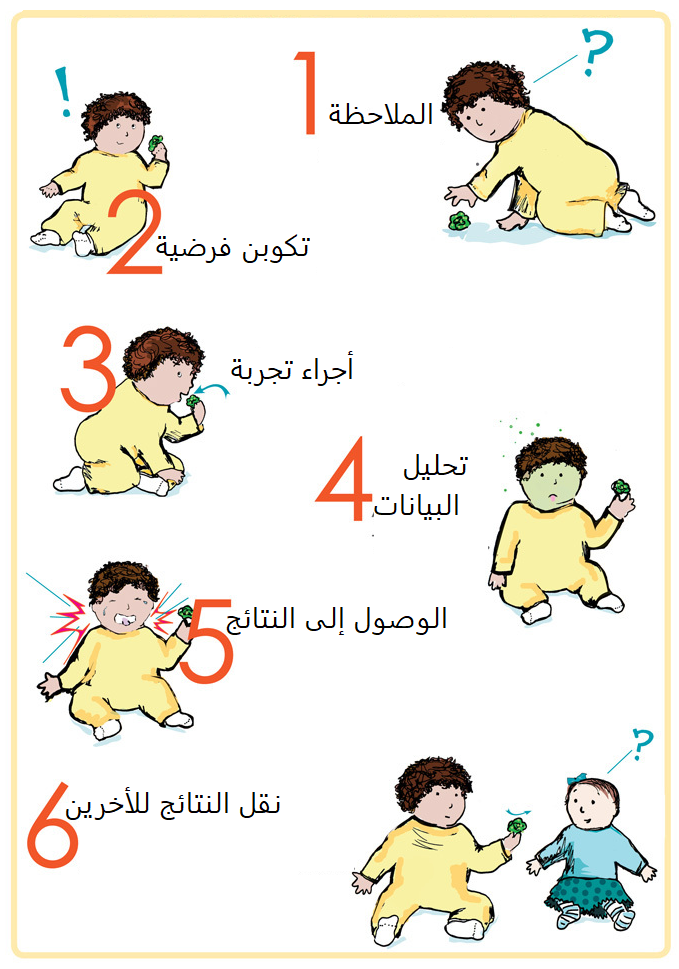 ?
1
الملاحظة
!
2
تكوبن فرضية
3
أجراء تجربة
4
تحليل
البيانات
5
الوصول إلى النتائج
?
6
نقل النتائج للأخرين